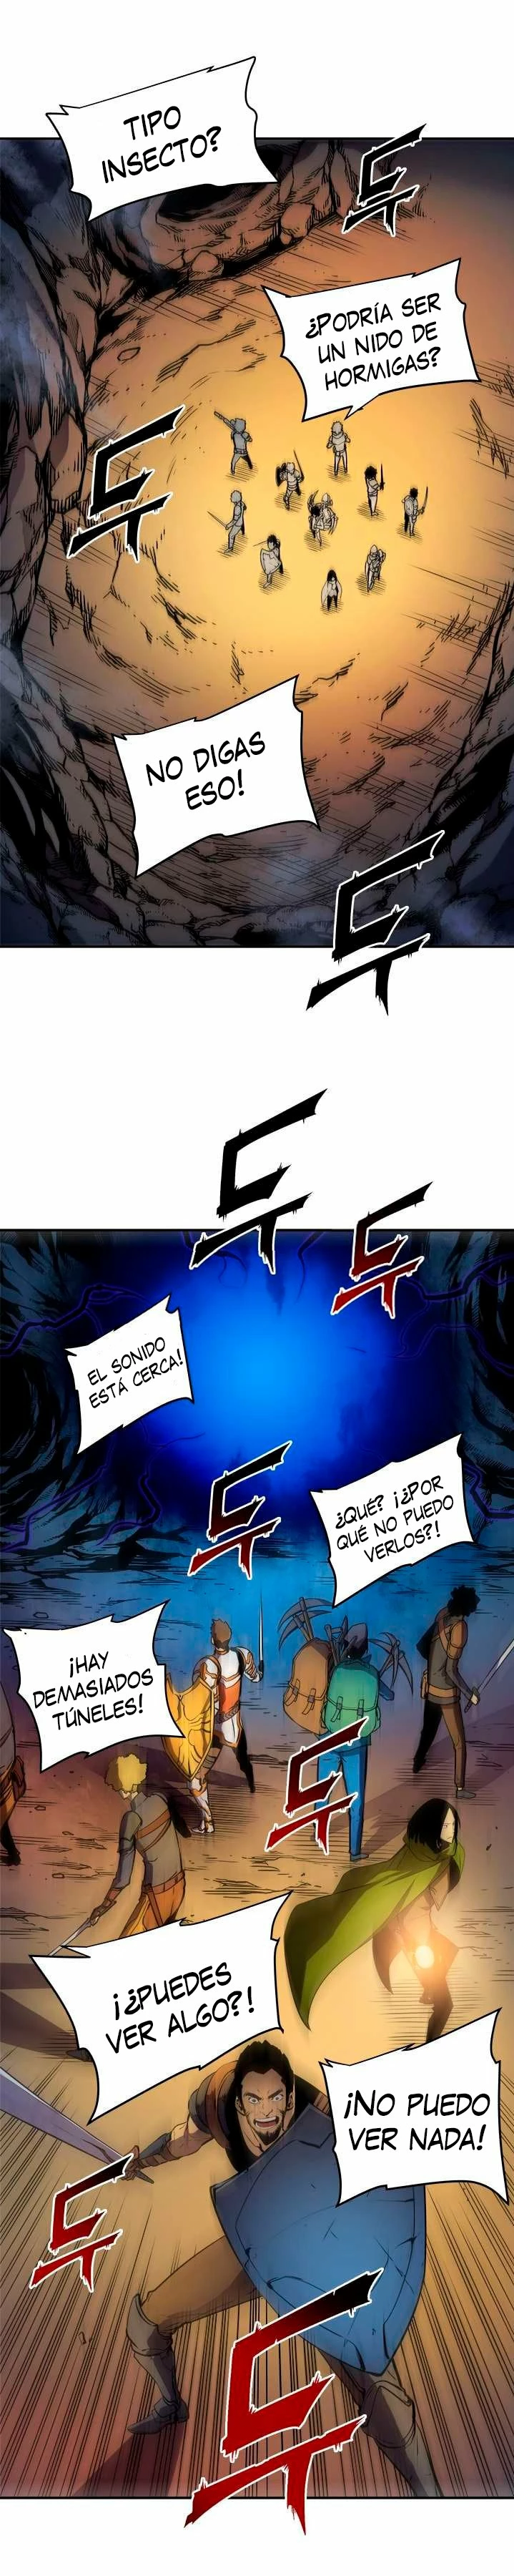 TIPO
INSECTO?
두
¿PODRÍA SER
UN NIDO DE
HORMIGAS?
두
NO DIGAS
ESO!
두
두
두
EL SONIDO
ESTÁ CERCA!
두
¿QUÉ? ¡¿POR
QUÉ NO PUEDO
VERLOS?!
¡HAY
DEMASIADOS
TÚNELES!
두
¡¿PUEDES
VER ALGO?!
¡NO PUEDO
VER NADA!
두
두